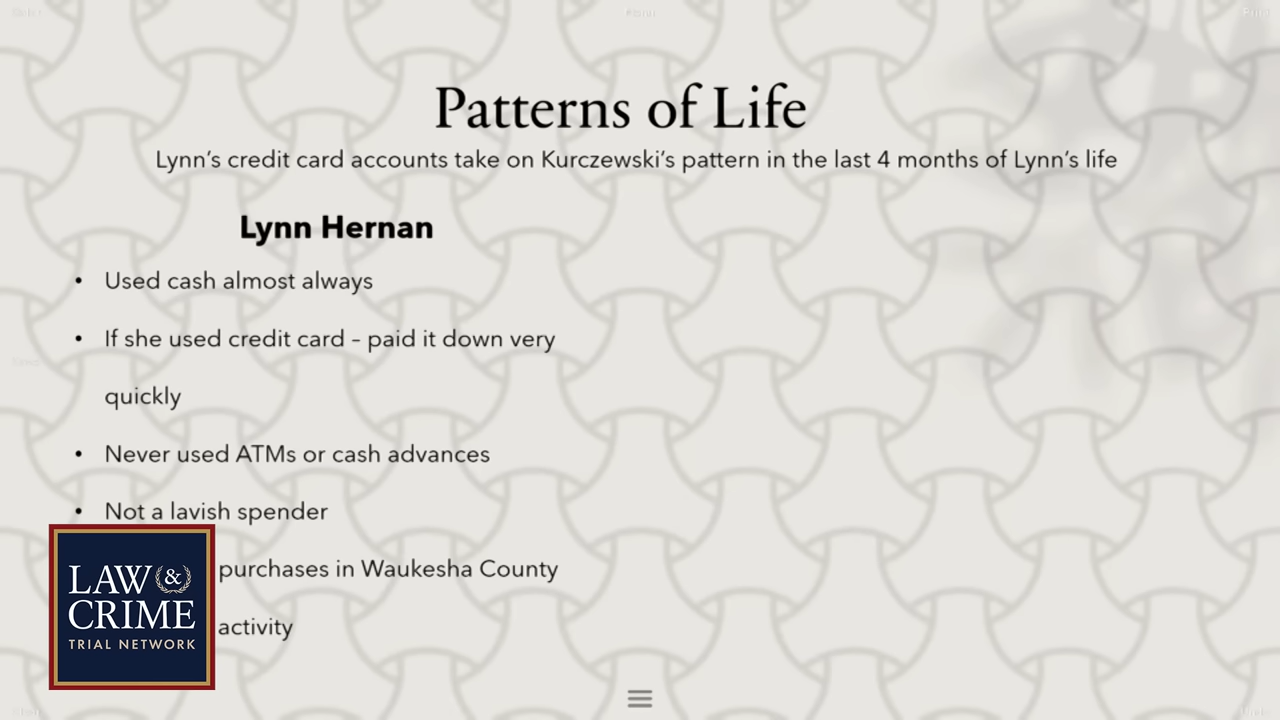 Patterns of Life
Lynn’s credit card accounts take on Kurczewski’s pattern in the last 4 months of Lynn’s life
Lynn Hernan
• Used cash almost always
• If she used credit card – paid it down very
quickly
• Never used ATMs or cash advances
• Not a lavish spender
purchases in Waukesha County
activity
LAW &
CRIME
TRIAL NETWORK